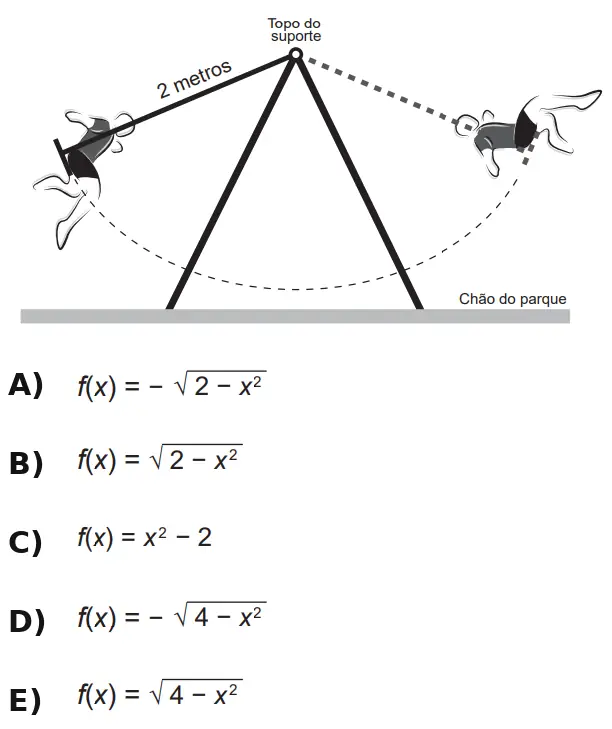 Topo do
suporte
2 metros
Chão do parque
A) f(x) = − √2 − x²
B) f(x) = √2 − x²
C) f(x) = x² − 2
D) f(x) = − √4 − x²
E) f(x) = √4 − x²